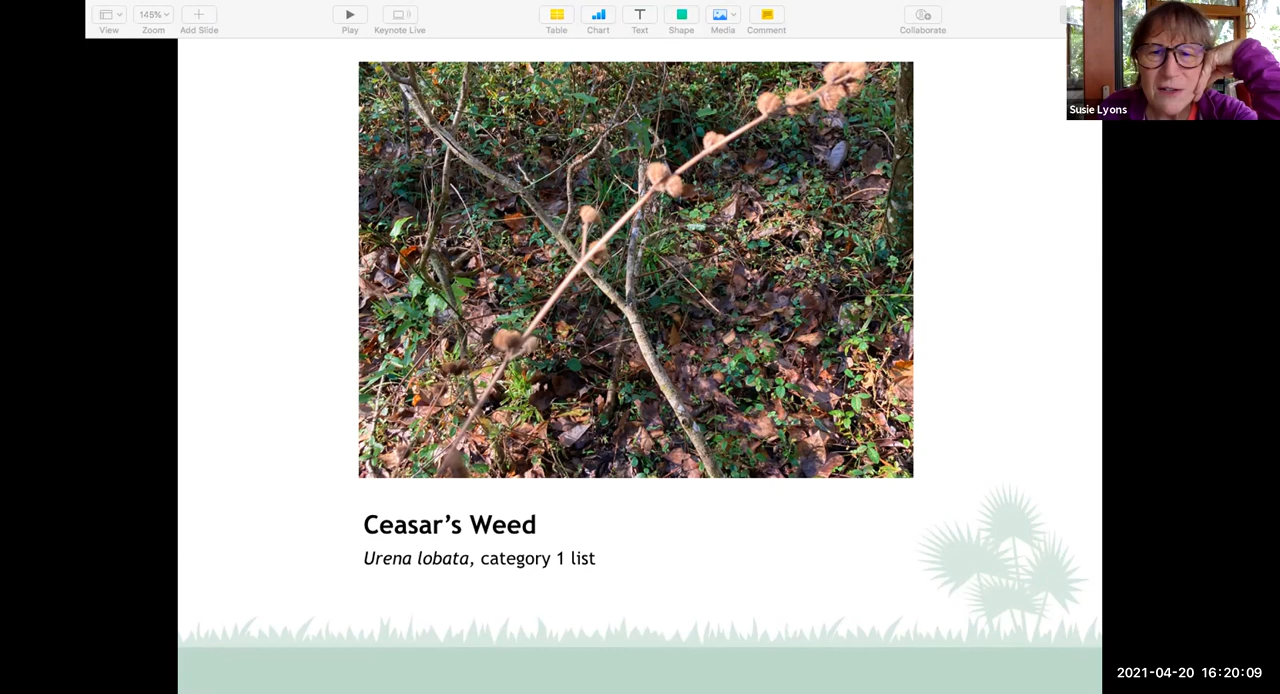 145%
View
Zoom
Add Slide
Play
Keynote Live
Table
Chart
Text
Shape
Media
Comment
Collaborate
Susie Lyons
Ceasar’s Weed
Urena lobata, category 1 list
2021-04-20 16:20:09